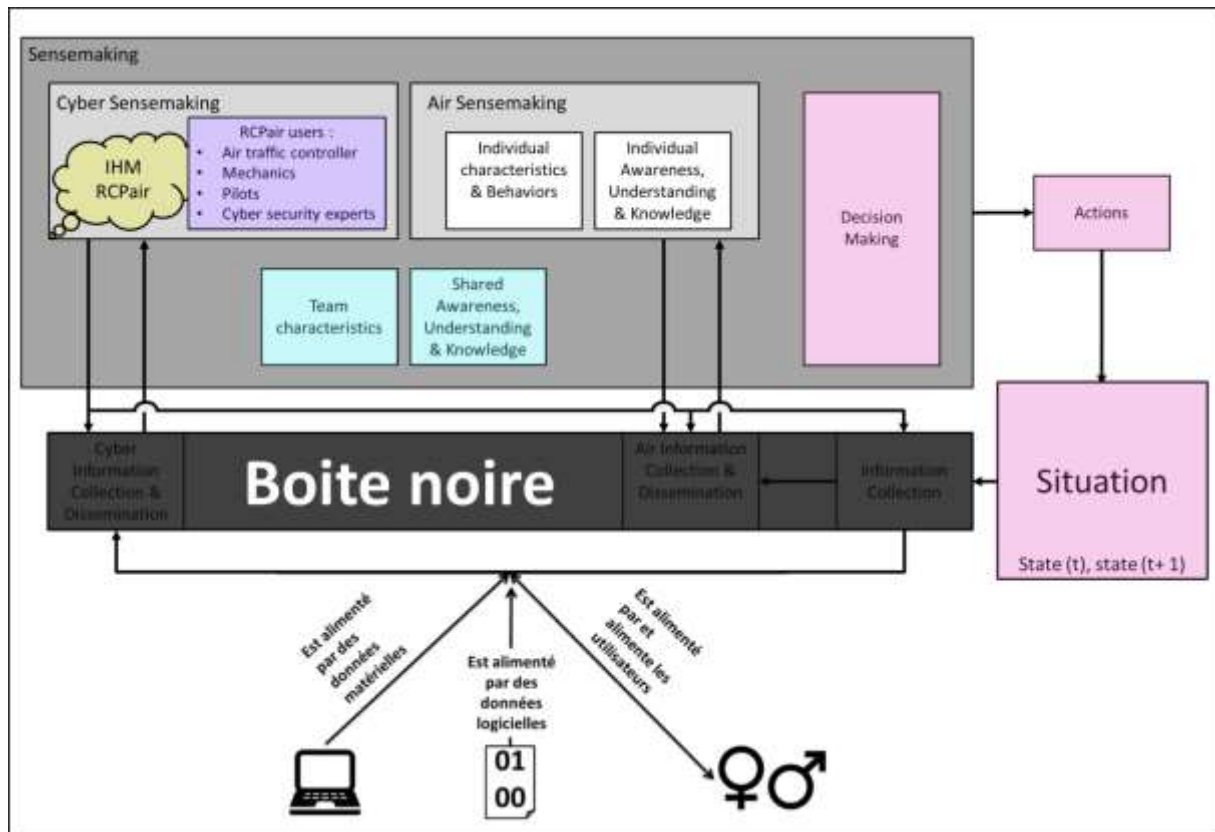 Sensemaking
Cyber Sensemaking
IHM
RCPair
RCPair users :
• Air traffic controller
• Mechanics
• Pilots
• Cyber security experts
Air Sensemaking
Individual
characteristics
& Behaviors
Individual
Awareness,
Understanding
& Knowledge
Decision
Making
Actions
Team
characteristics
Shared
Awareness,
Understanding
& Knowledge
Cyber
Information
Collection &
Dissemination
Boite noire
Air Information
Collection &
Dissemination
Information
Collection
Situation
State (t), state (t+ 1)
Est alimenté
par des
données
matérielles
Est alimenté
par des
données
logicielles
Est alimenté
par et
alimente les
utilisateurs
01
00